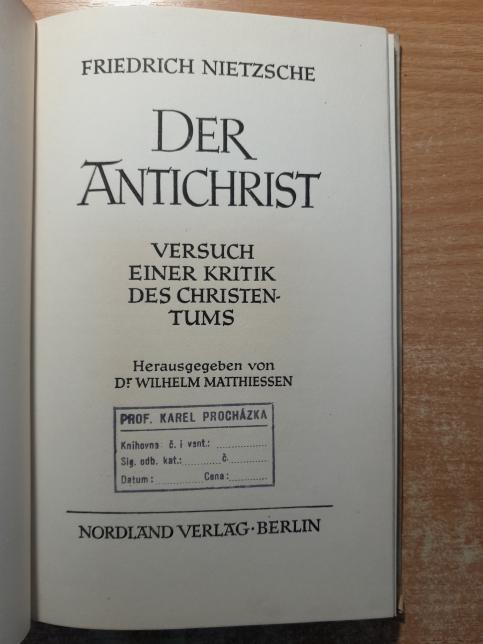 FRIEDRICH NIETZSCHE
DER
ANTICHRIST
VERSUCH
EINER KRITIK
DES CHRISTEN-
TUMS
Herausgegeben von
Dr. WILHELM MATTHIESSEN
PROF. KAREL PROCHÁZKA
Knihovna: č. i vent.:
Sig. odb. kat.: č.
Datum: Cena:
NORDLAND VERLAG · BERLIN